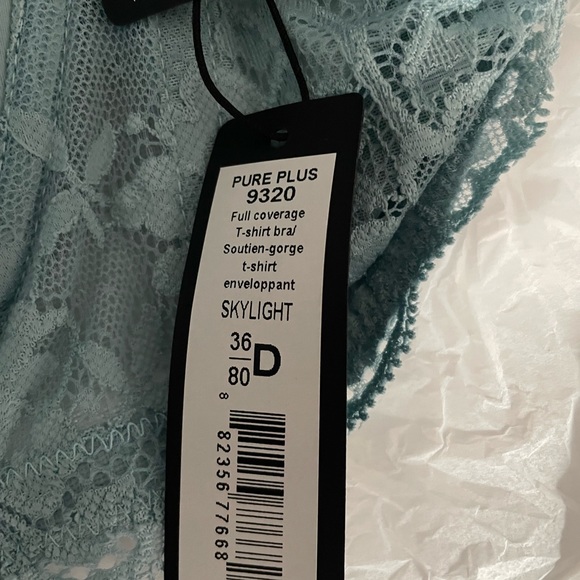 PURE PLUS
9320
Full coverage
T-shirt bra/
Soutien-gorge
t-shirt
enveloppant
SKYLIGHT
36
80
D
8
82356 77668